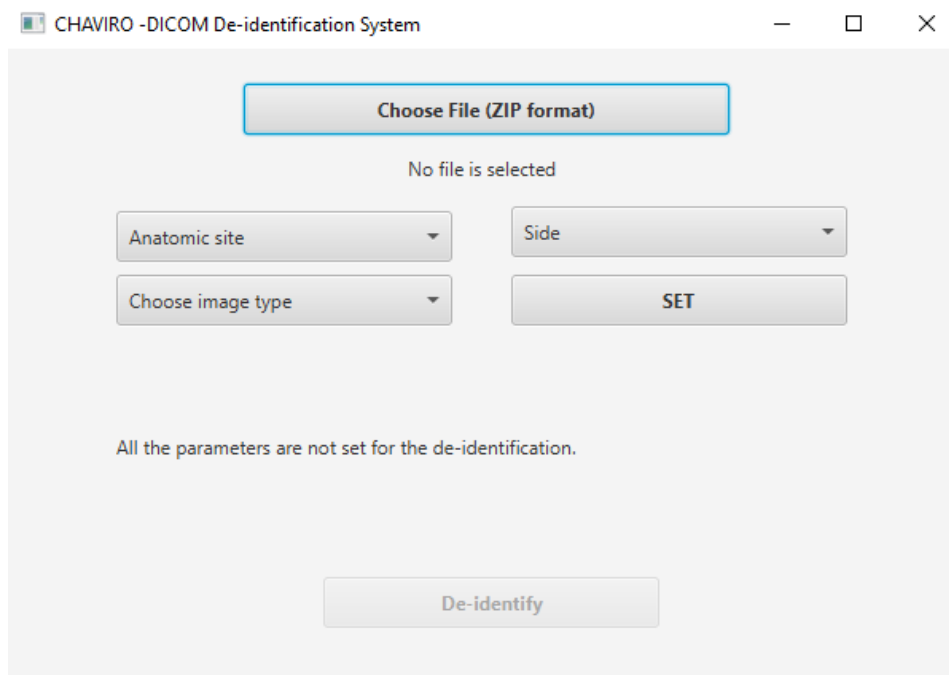 CHAVIRO -DICOM De-identification System
Choose File (ZIP format)
No file is selected
Anatomic site
Side
Choose image type
SET
All the parameters are not set for the de-identification.
De-identify